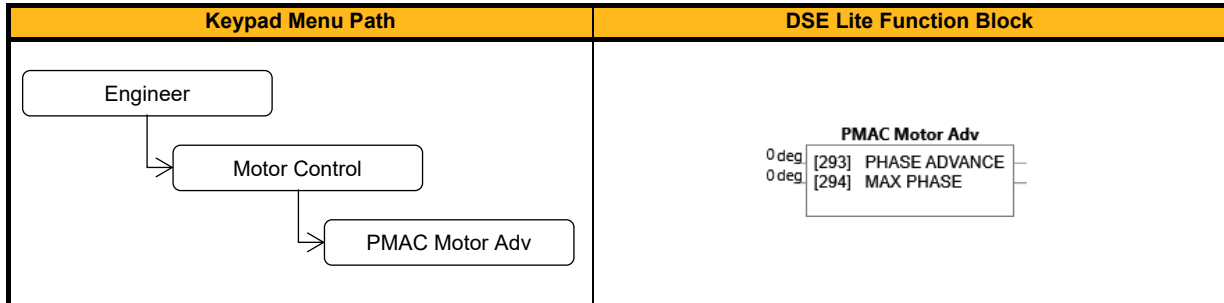 Keypad Menu Path
DSE Lite Function Block
Engineer
Motor Control
PMAC Motor Adv
PMAC Motor Adv
0 deg [293] PHASE ADVANCE
0 deg [294] MAX PHASE